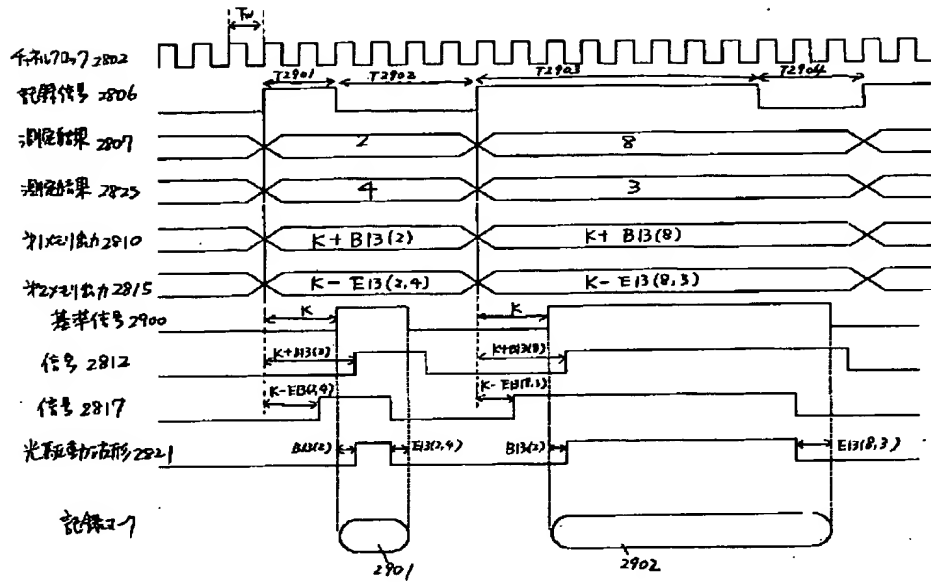 Tw
チャネルクロック2802
T2901 T2902 T2903 T2904
記録信号 2806
測定結果 2807 2 8
測定結果 2825 4 3
第1メモリ出力 2810 K+B13(2) K+B13(8)
第2メモリ出力 2815 K-E13(2,4) K-E13(8,3)
基準信号 2900 K K
信号 2812 K+B13(2) K+B13(8)
信号 2817 K-E13(2,4) K-E13(8,3)
光駆動波形 2821 B13(2) E13(2,4) B13(2) E13(8,3)
記録マーク
2901 2902